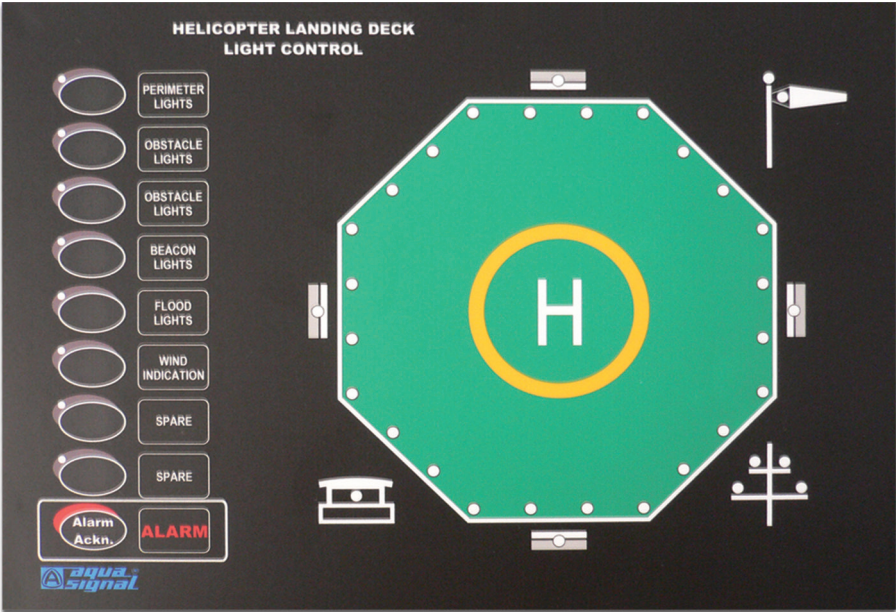 HELICOPTER LANDING DECK
LIGHT CONTROL
PERIMETER
LIGHTS
OBSTACLE
LIGHTS
OBSTACLE
LIGHTS
BEACON
LIGHTS
FLOOD
LIGHTS
WIND
INDICATION
SPARE
SPARE
Alarm
Ackn.
ALARM
H
aqua
signal